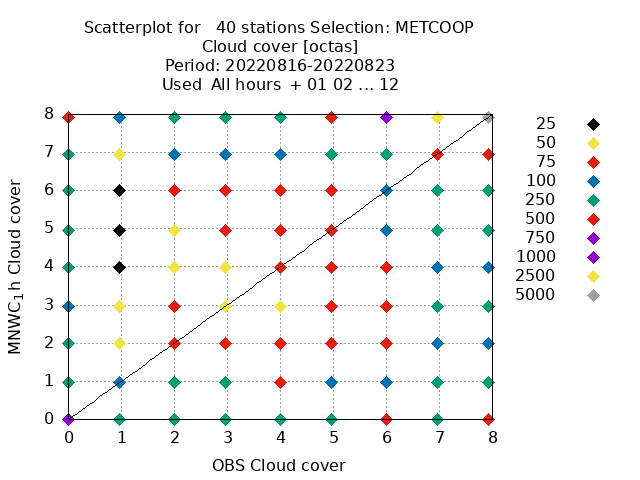 Scatterplot for   40 stations Selection: METCOOP
Cloud cover [octas]
Period: 20220816-20220823
Used  All hours  + 01 02 ... 12
8
7
6
5
4
3
2
1
0
MNWC1h Cloud cover
0 1 2 3 4 5 6 7 8
OBS Cloud cover
25
50
75
100
250
500
750
1000
2500
5000